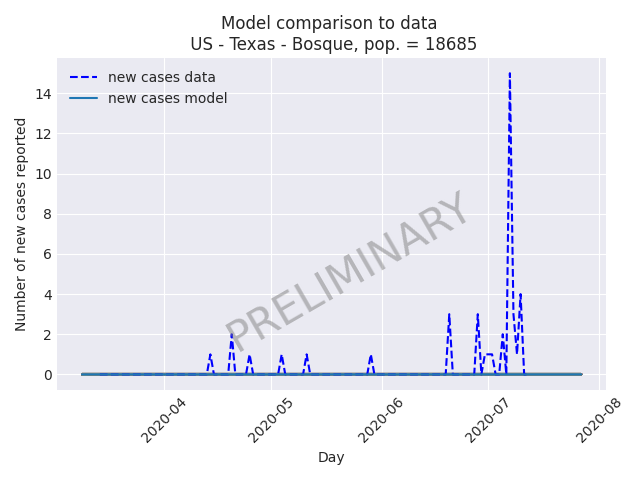 Model comparison to data
US - Texas - Bosque, pop. = 18685
new cases data
new cases model
PRELIMINARY
Number of new cases reported
14
12
10
8
6
4
2
0
2020-04
2020-05
2020-06
2020-07
2020-08
Day